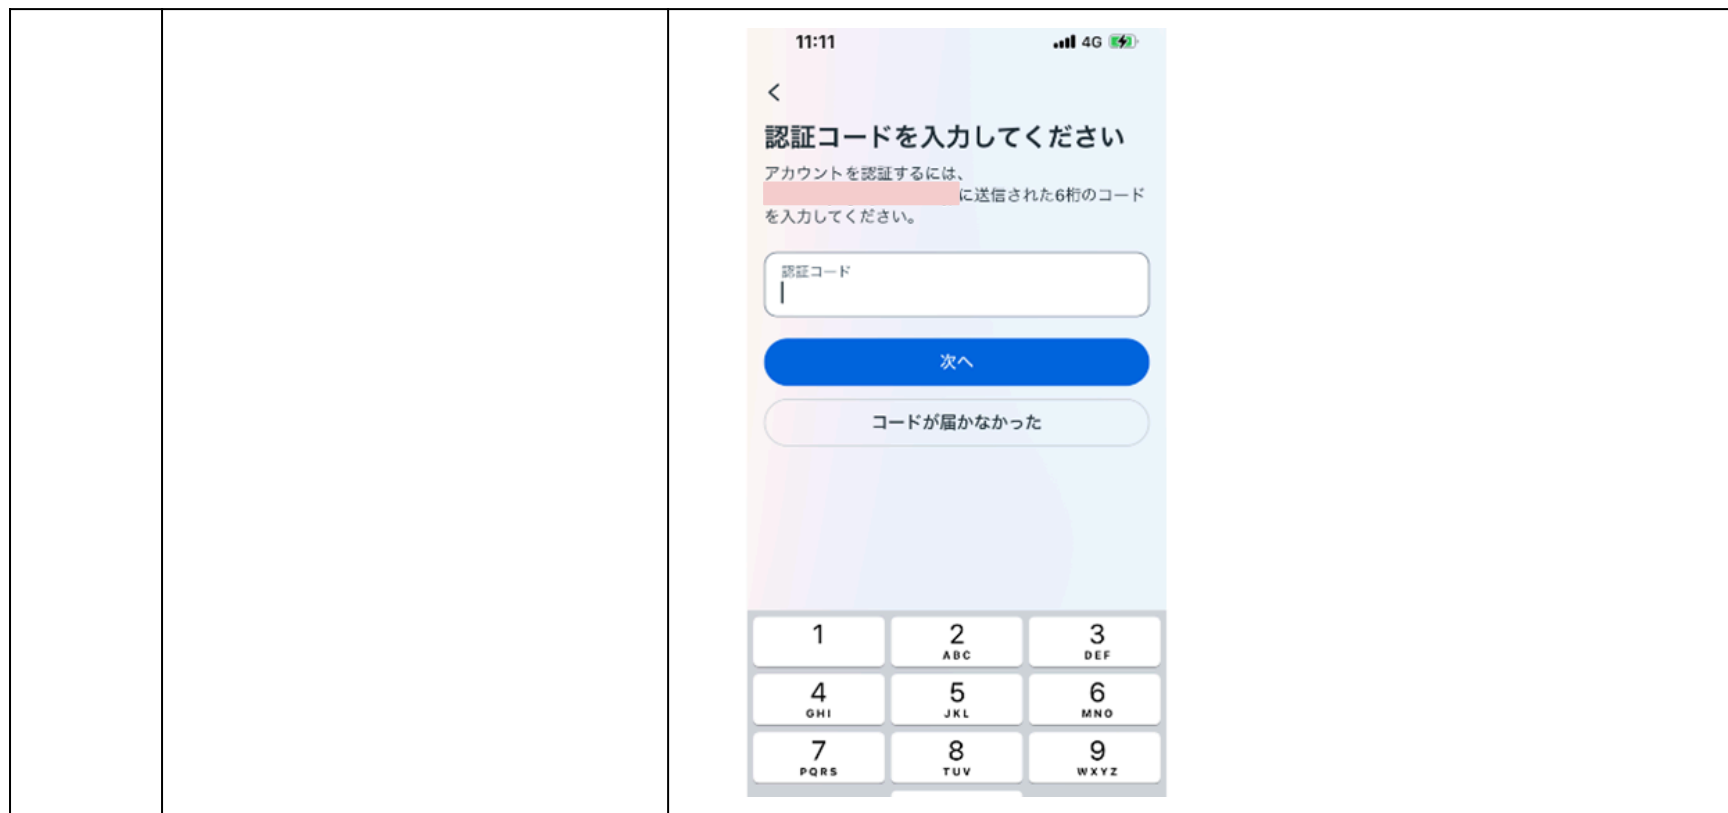 11:11 4G
認証コードを入力してください
アカウントを認証するには、
に送信された6桁のコード
を入力してください。
認証コード
次へ
コードが届かなかった
1 2 3
ABC DEF
4 5 6
GHI JKL MNO
7 8 9
PQRS TUV WXYZ